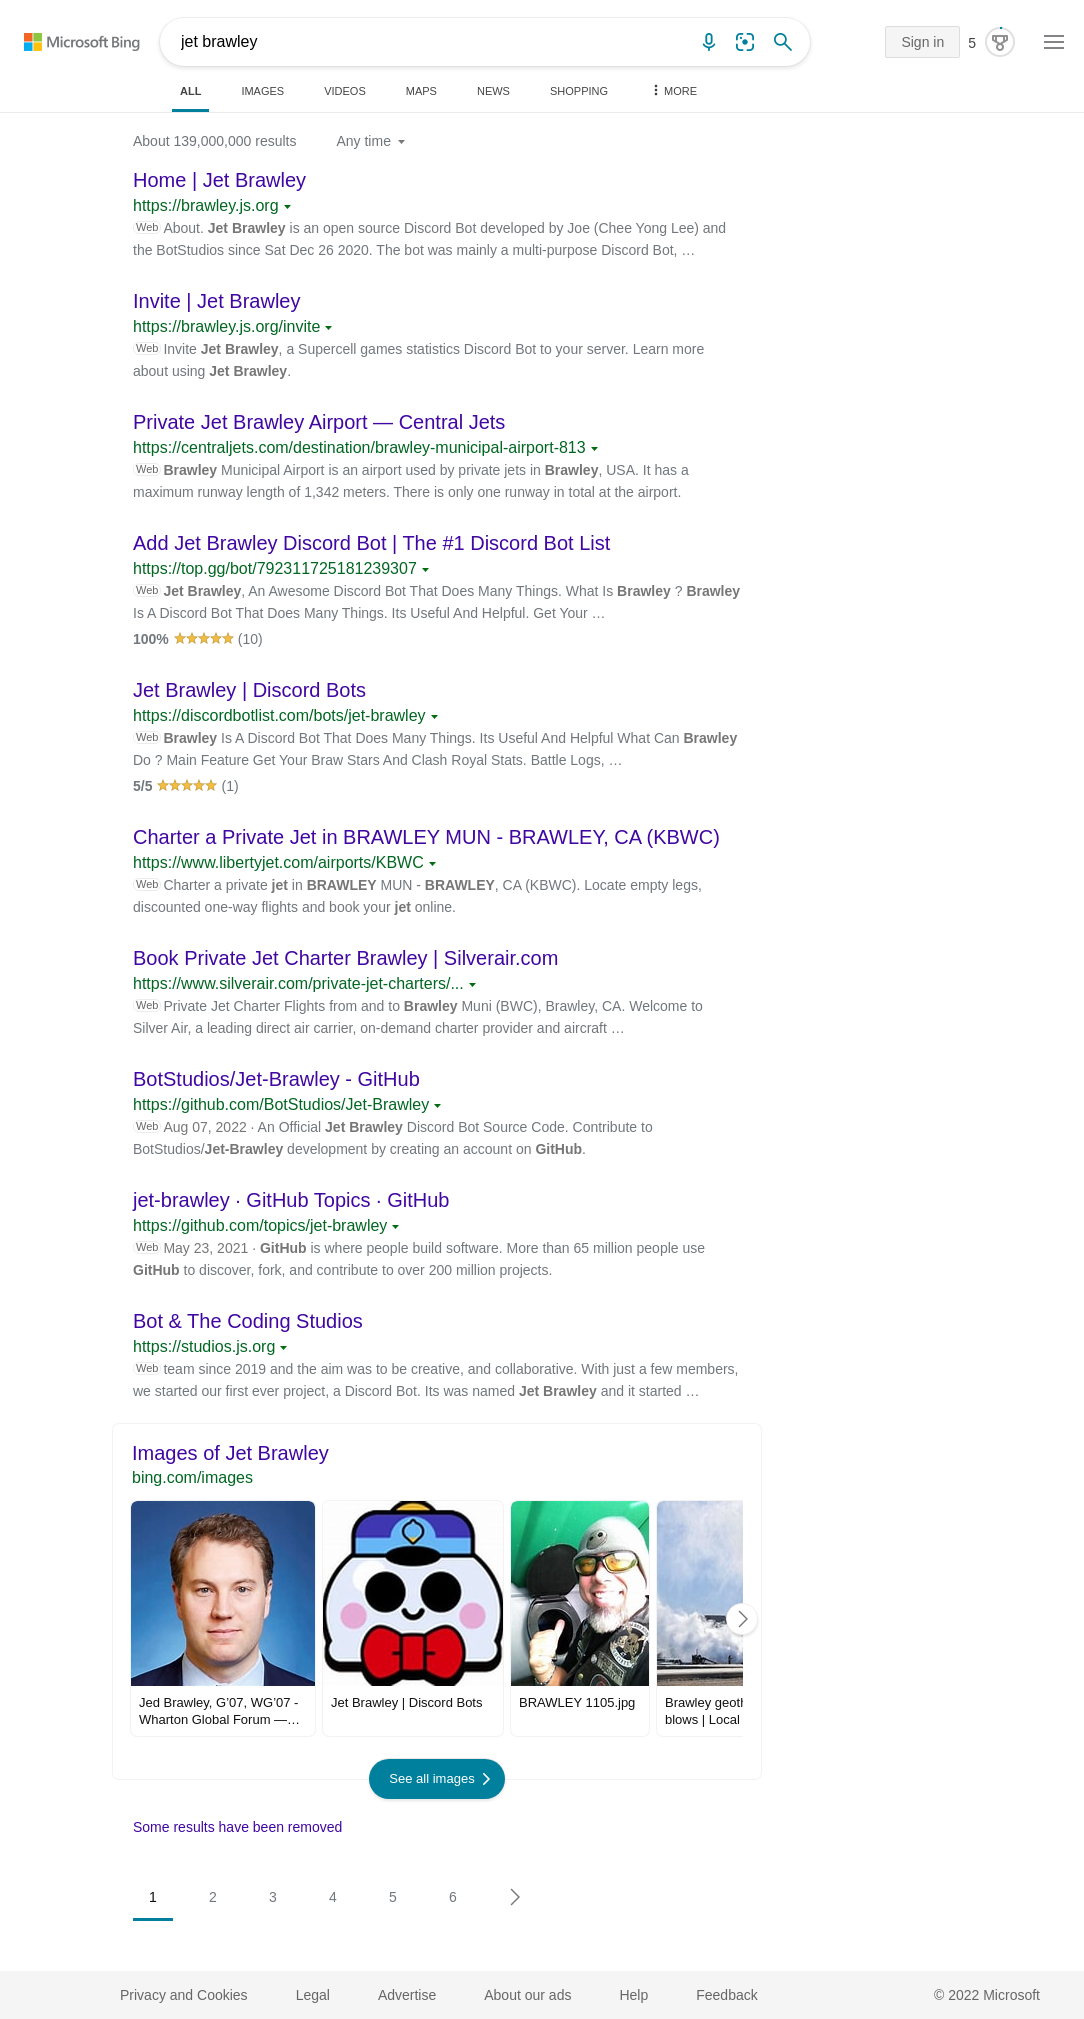 Microsoft Bing
jet brawley
Sign in
5
ALL IMAGES VIDEOS MAPS NEWS SHOPPING MORE
About 139,000,000 results Any time
Home | Jet Brawley
https://brawley.js.org
Web About. Jet Brawley is an open source Discord Bot developed by Joe (Chee Yong Lee) and
the BotStudios since Sat Dec 26 2020. The bot was mainly a multi-purpose Discord Bot, …
Invite | Jet Brawley
https://brawley.js.org/invite
Web Invite Jet Brawley, a Supercell games statistics Discord Bot to your server. Learn more
about using Jet Brawley.
Private Jet Brawley Airport — Central Jets
https://centraljets.com/destination/brawley-municipal-airport-813
Web Brawley Municipal Airport is an airport used by private jets in Brawley, USA. It has a
maximum runway length of 1,342 meters. There is only one runway in total at the airport.
Add Jet Brawley Discord Bot | The #1 Discord Bot List
https://top.gg/bot/792311725181239307
Web Jet Brawley, An Awesome Discord Bot That Does Many Things. What Is Brawley ? Brawley
Is A Discord Bot That Does Many Things. Its Useful And Helpful. Get Your …
100% (10)
Jet Brawley | Discord Bots
https://discordbotlist.com/bots/jet-brawley
Web Brawley Is A Discord Bot That Does Many Things. Its Useful And Helpful What Can Brawley
Do ? Main Feature Get Your Braw Stars And Clash Royal Stats. Battle Logs, …
5/5 (1)
Charter a Private Jet in BRAWLEY MUN - BRAWLEY, CA (KBWC)
https://www.libertyjet.com/airports/KBWC
Web Charter a private jet in BRAWLEY MUN - BRAWLEY, CA (KBWC). Locate empty legs,
discounted one-way flights and book your jet online.
Book Private Jet Charter Brawley | Silverair.com
https://www.silverair.com/private-jet-charters/...
Web Private Jet Charter Flights from and to Brawley Muni (BWC), Brawley, CA. Welcome to
Silver Air, a leading direct air carrier, on-demand charter provider and aircraft …
BotStudios/Jet-Brawley - GitHub
https://github.com/BotStudios/Jet-Brawley
Web Aug 07, 2022 · An Official Jet Brawley Discord Bot Source Code. Contribute to
BotStudios/Jet-Brawley development by creating an account on GitHub.
jet-brawley · GitHub Topics · GitHub
https://github.com/topics/jet-brawley
Web May 23, 2021 · GitHub is where people build software. More than 65 million people use
GitHub to discover, fork, and contribute to over 200 million projects.
Bot & The Coding Studios
https://studios.js.org
Web team since 2019 and the aim was to be creative, and collaborative. With just a few members,
we started our first ever project, a Discord Bot. Its was named Jet Brawley and it started …
Images of Jet Brawley
bing.com/images
Jed Brawley, G'07, WG'07 -
Wharton Global Forum —…
Jet Brawley | Discord Bots
BRAWLEY 1105.jpg
Brawley geoth
blows | Local
See all images
Some results have been removed
1 2 3 4 5 6
Privacy and Cookies Legal Advertise About our ads Help Feedback © 2022 Microsoft